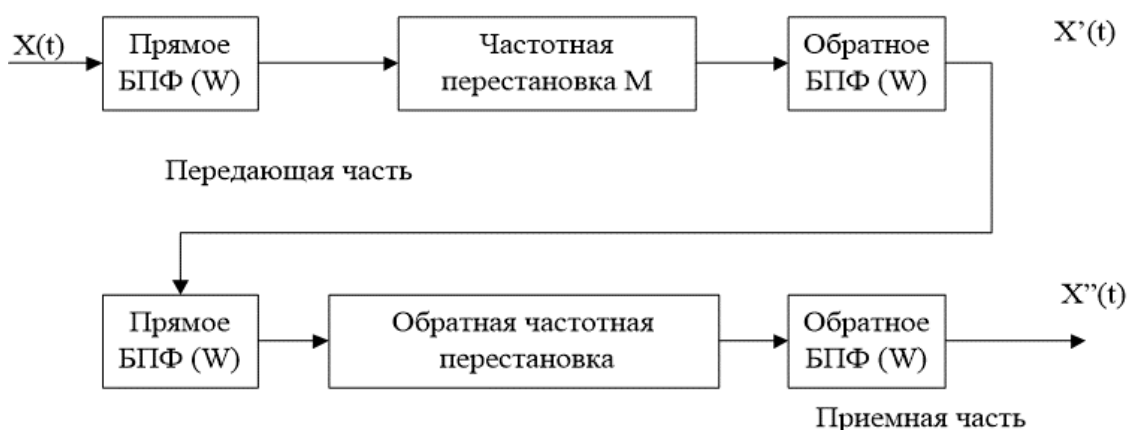 X(t)
Прямое
БПФ (W)
Частотная
перестановка М
Обратное
БПФ (W)
X’(t)
Передающая часть
Прямое
БПФ (W)
Обратная частотная
перестановка
Обратное
БПФ (W)
X”(t)
Приемная часть